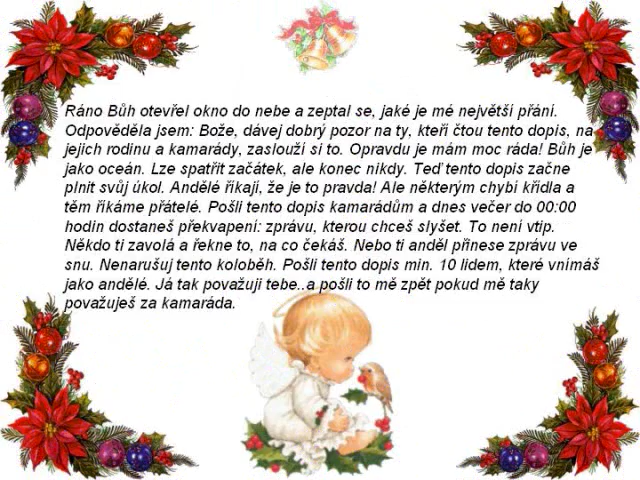 Ráno Bůh otevřel okno do nebe a zeptal se, jaké je mé největší přání.
Odpověděla jsem: Bože, dávej dobrý pozor na ty, kteří čtou tento dopis, na
jejich rodinu a kamarády, zaslouží si to. Opravdu je mám moc ráda! Bůh je
jako oceán. Lze spatřit začátek, ale konec nikdy. Teď tento dopis začne
plnit svůj úkol. Andělé říkají, že je to pravda! Ale některým chybí křídla a
těm říkáme přátelé. Pošli tento dopis kamarádům a dnes večer do 00:00
hodin dostaneš překvapení: zprávu, kterou chceš slyšet. To není vtip.
Někdo ti zavolá a řekne to, na co čekáš. Nebo ti anděl přinese zprávu ve
snu. Nenarušuj tento koloběh. Pošli tento dopis min. 10 lidem, které vnímáš
jako andělé. Já tak považuji tebe..a pošli to mě zpět pokud mě taky
považuješ za kamaráda.